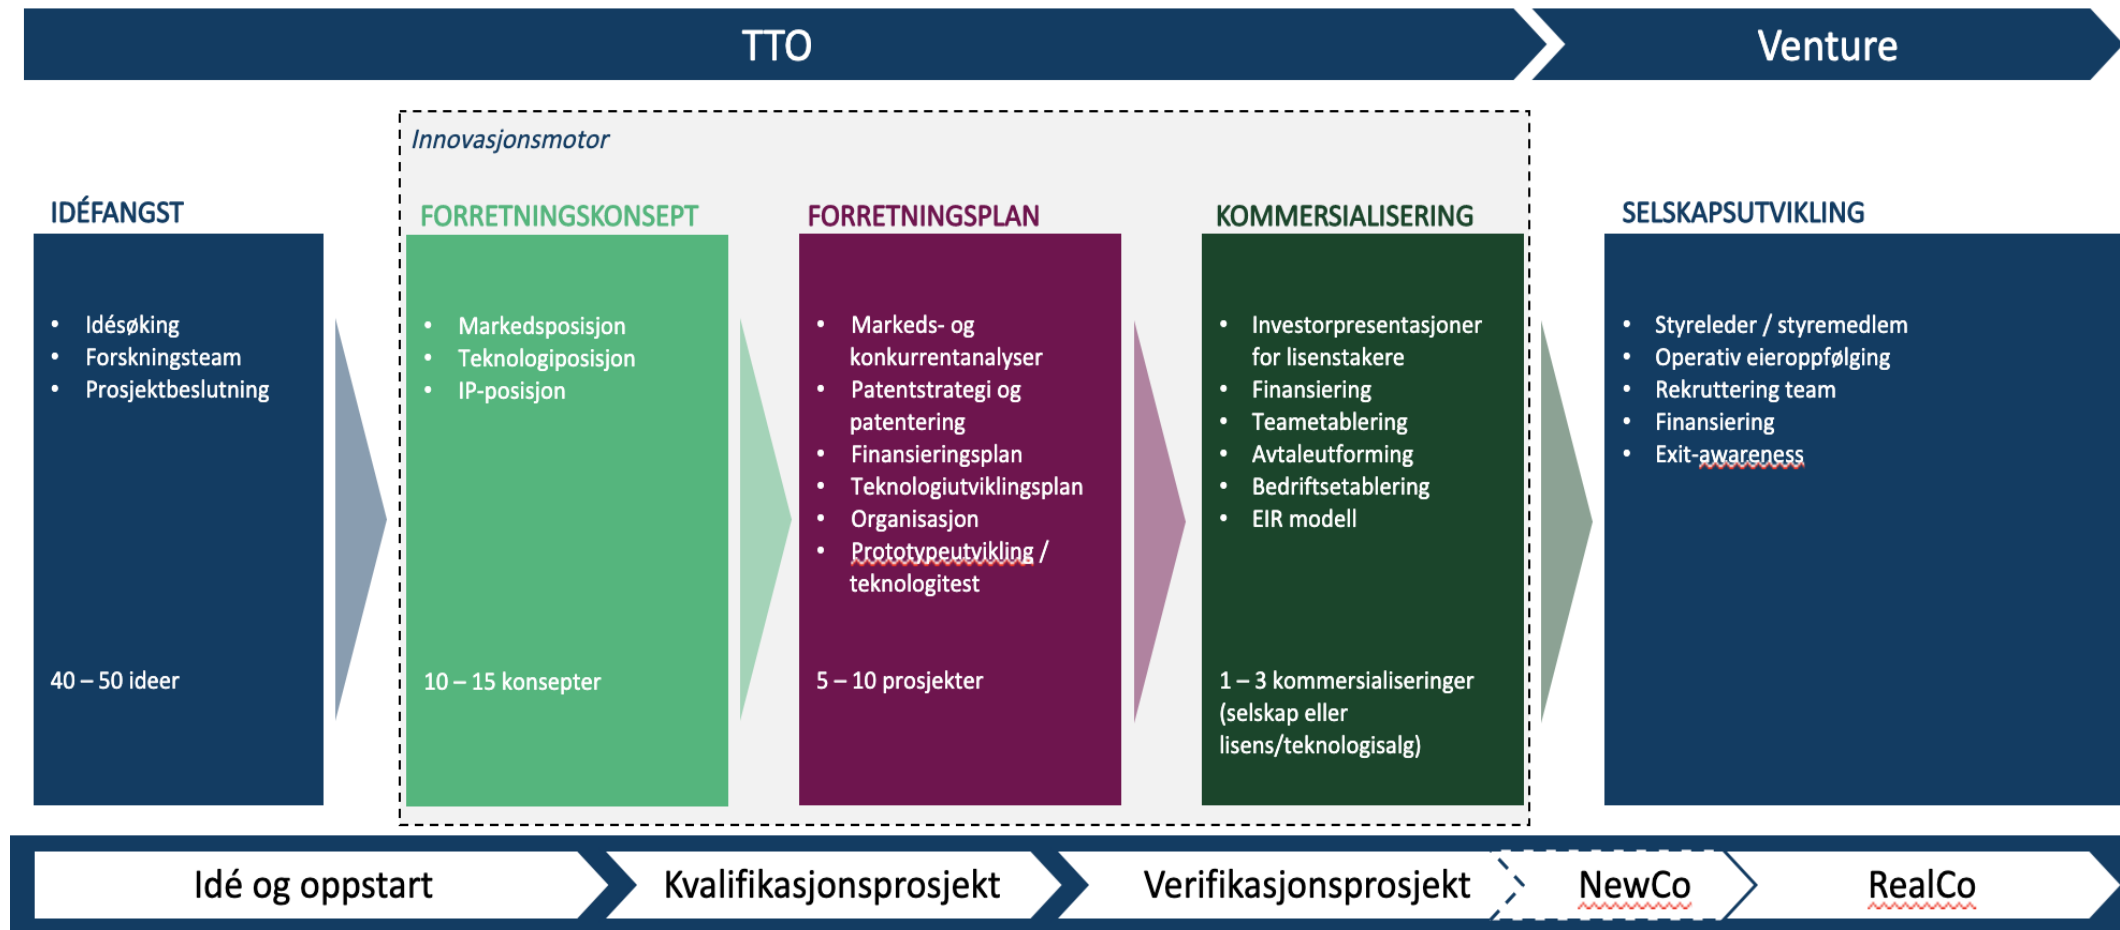 TTO
Venture
Innovasjonsmotor
IDÉFANGST
• Idésøking
• Forskningsteam
• Prosjektbeslutning
40 – 50 ideer
FORRETNINGSKONSEPT
• Markedsposisjon
• Teknologiposisjon
• IP-posisjon
10 – 15 konsepter
FORRETNINGSPLAN
• Markeds- og
konkurrentanalyser
• Patentstrategi og
patentering
• Finansieringsplan
• Teknologiutviklingsplan
• Organisasjon
• Prototypeutvikling /
teknologitest
5 – 10 prosjekter
KOMMERSIALISERING
• Investorpresentasjoner
for lisenstakere
• Finansiering
• Teametablering
• Avtaleutforming
• Bedriftsetablering
• EIR modell
1 – 3 kommersialiseringer
(selskap eller
lisens/teknologisalg)
SELSKAPSUTVIKLING
• Styreleder / styremedlem
• Operativ eieroppfølging
• Rekruttering team
• Finansiering
• Exit-awareness
Idé og oppstart
Kvalifikasjonsprosjekt
Verifikasjonsprosjekt
NewCo
RealCo